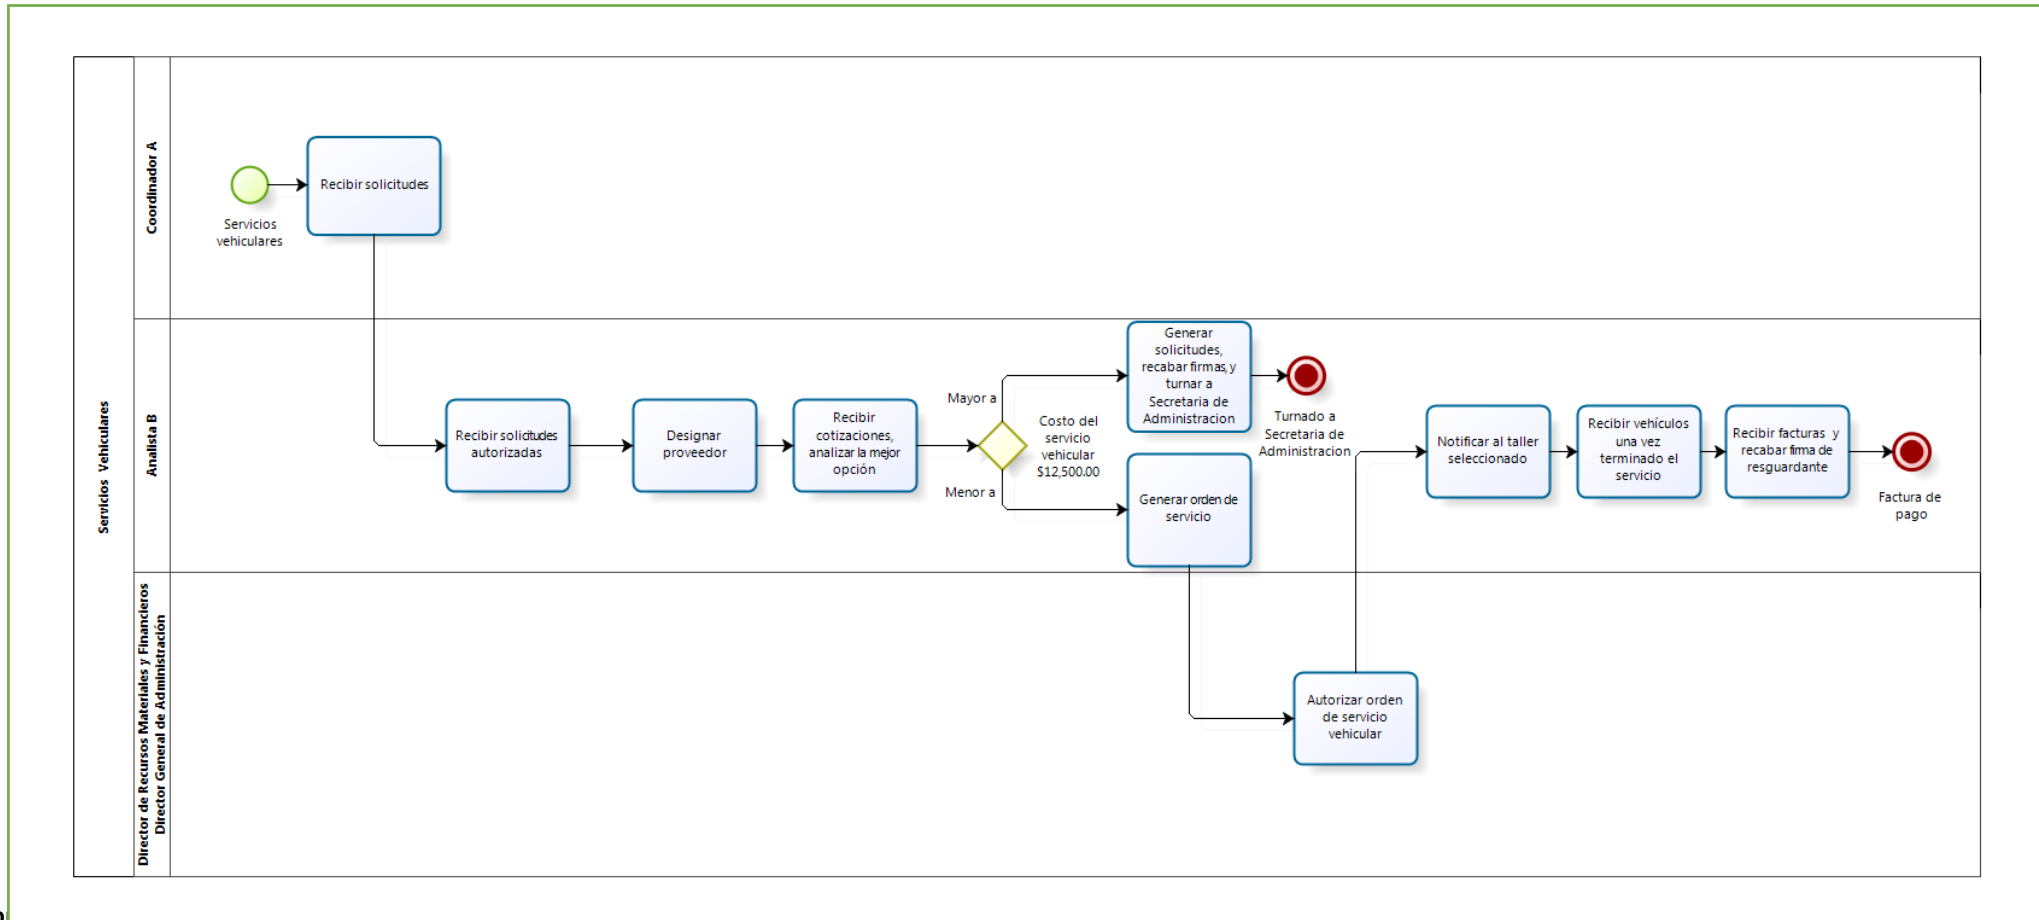 Servicios Vehiculares
Coordinador A
Servicios
vehiculares
Recibir solicitudes
Analista B
Recibir solicitudes
autorizadas
Designar
proveedor
Recibir
cotizaciones,
analizar la mejor
opción
Mayor a
Menor a
Costo del
servicio
vehicular
$12,500.00
Generar
solicitudes,
recabar firmas, y
turnar a
Secretaria de
Administracion
Turnado a
Secretaria de
Administracion
Generar orden de
servicio
Notificar al taller
seleccionado
Recibir vehículos
una vez
terminado el
servicio
Recibir facturas y
recabar firma de
resguardante
Factura de
pago
Director de Recursos Materiales y Financieros
Director General de Administración
Autorizar orden
de servicio
vehicular